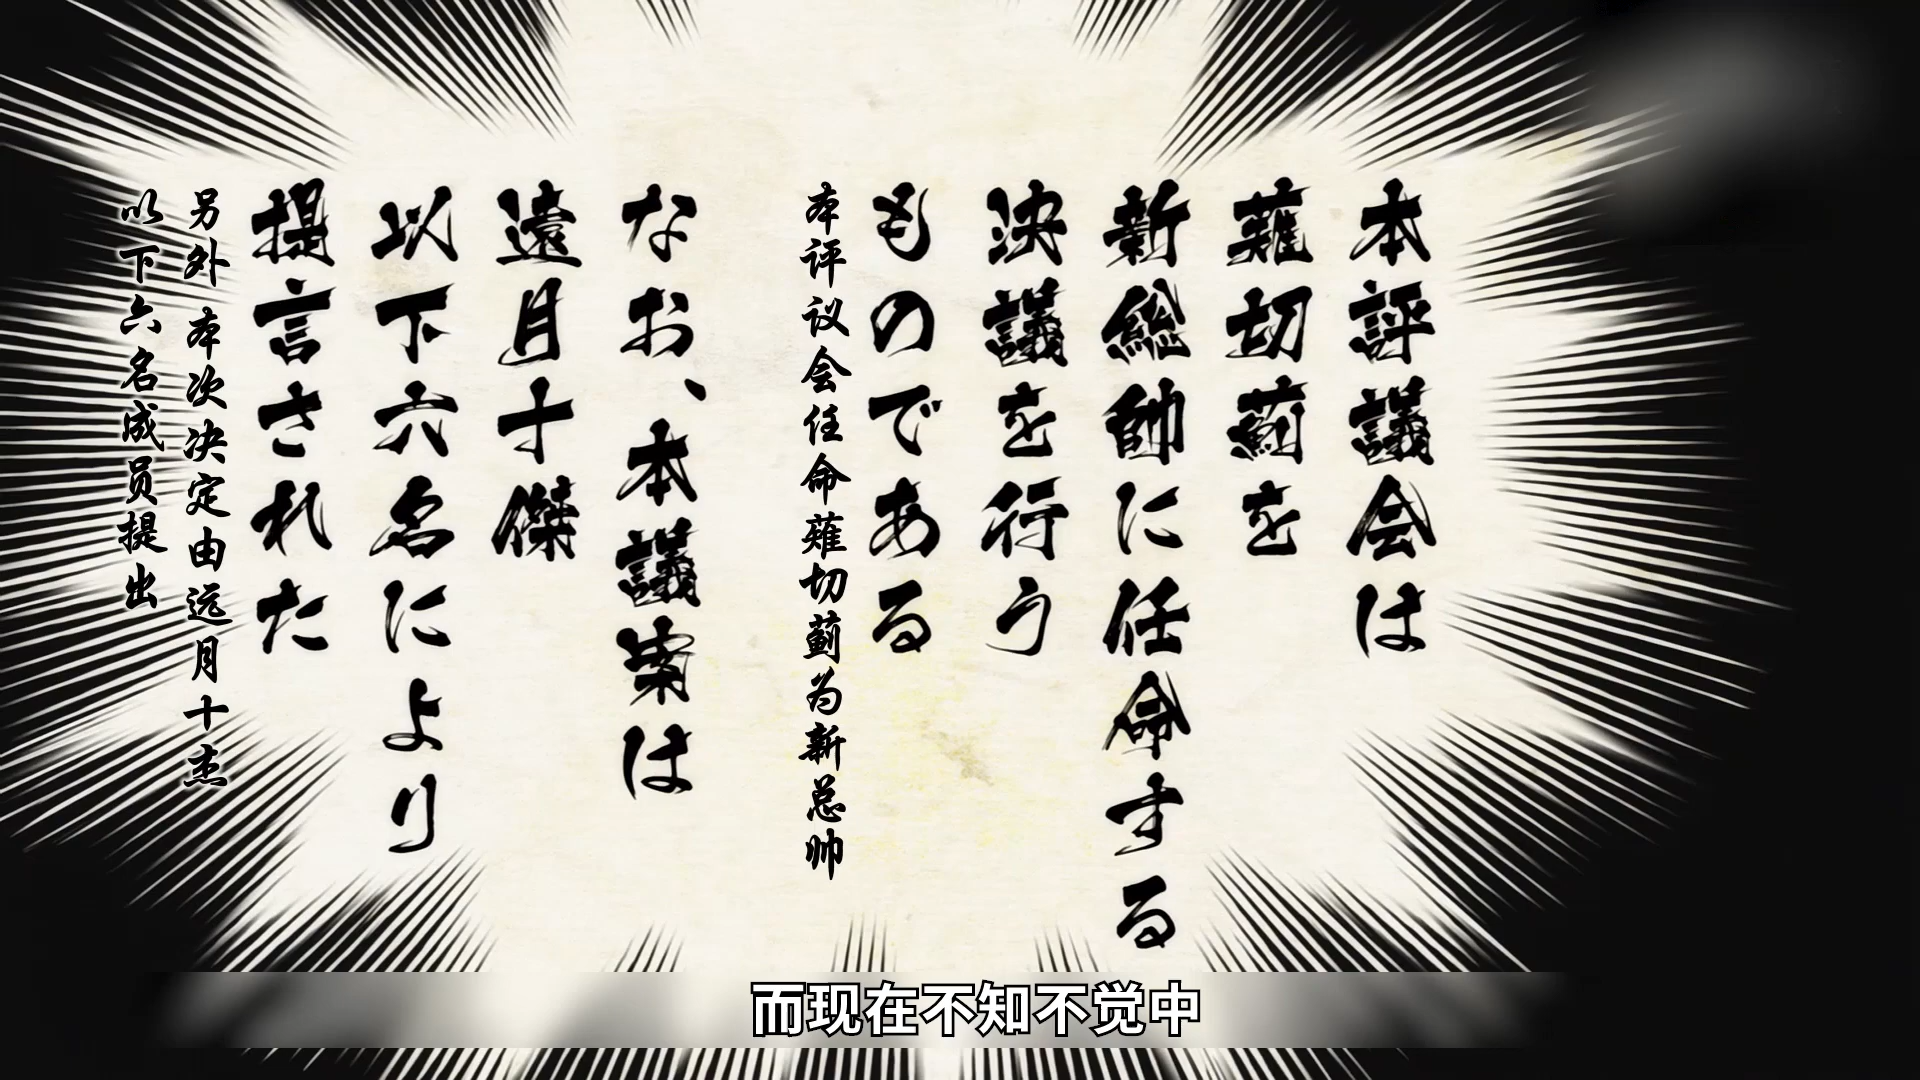 本評議会は
薙切薊を
新総帥に任命する
決議を行う
ものである
本评议会任命薙切蓟为新总帅
なお、本議案は
遠月十傑
以下六名により
提言された
另外 本次决定由远月十杰
以下六名成员提出
而现在不知不觉中